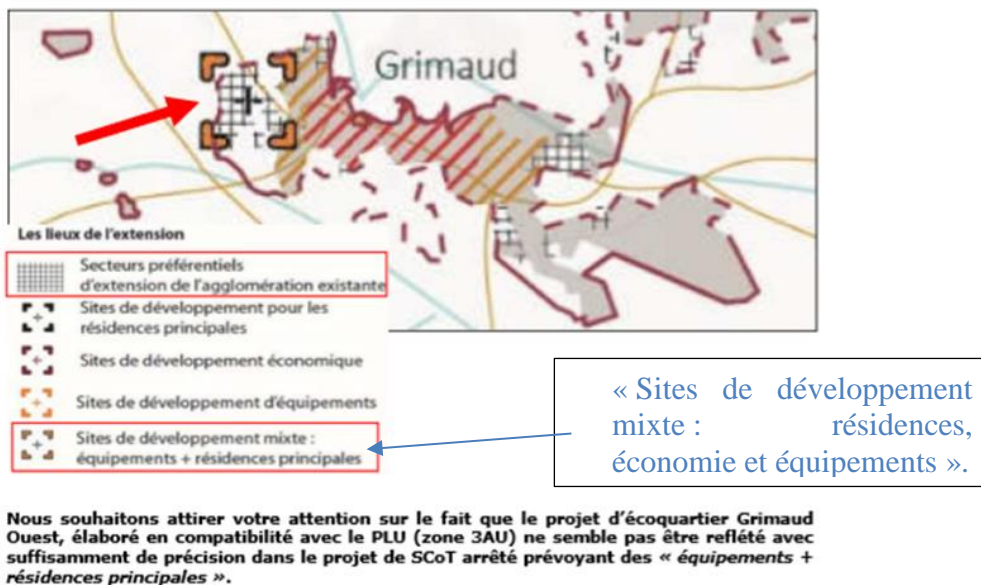 Grimaud
Les lieux de l'extension
Secteurs préférentiels
d'extension de l'agglomération existante
Sites de développement pour les
résidences principales
Sites de développement économique
Sites de développement d'équipements
Sites de développement mixte :
équipements + résidences principales
« Sites de développement
mixte : résidences,
économie et équipements ».
Nous souhaitons attirer votre attention sur le fait que le projet d'écoquartier Grimaud
Ouest, élaboré en compatibilité avec le PLU (zone 3AU) ne semble pas être reflété avec
suffisamment de précision dans le projet de SCoT arrêté prévoyant des « équipements +
résidences principales ».